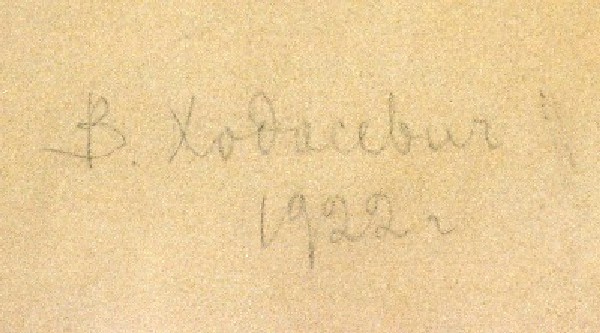 В. Ходасевич
1922 г